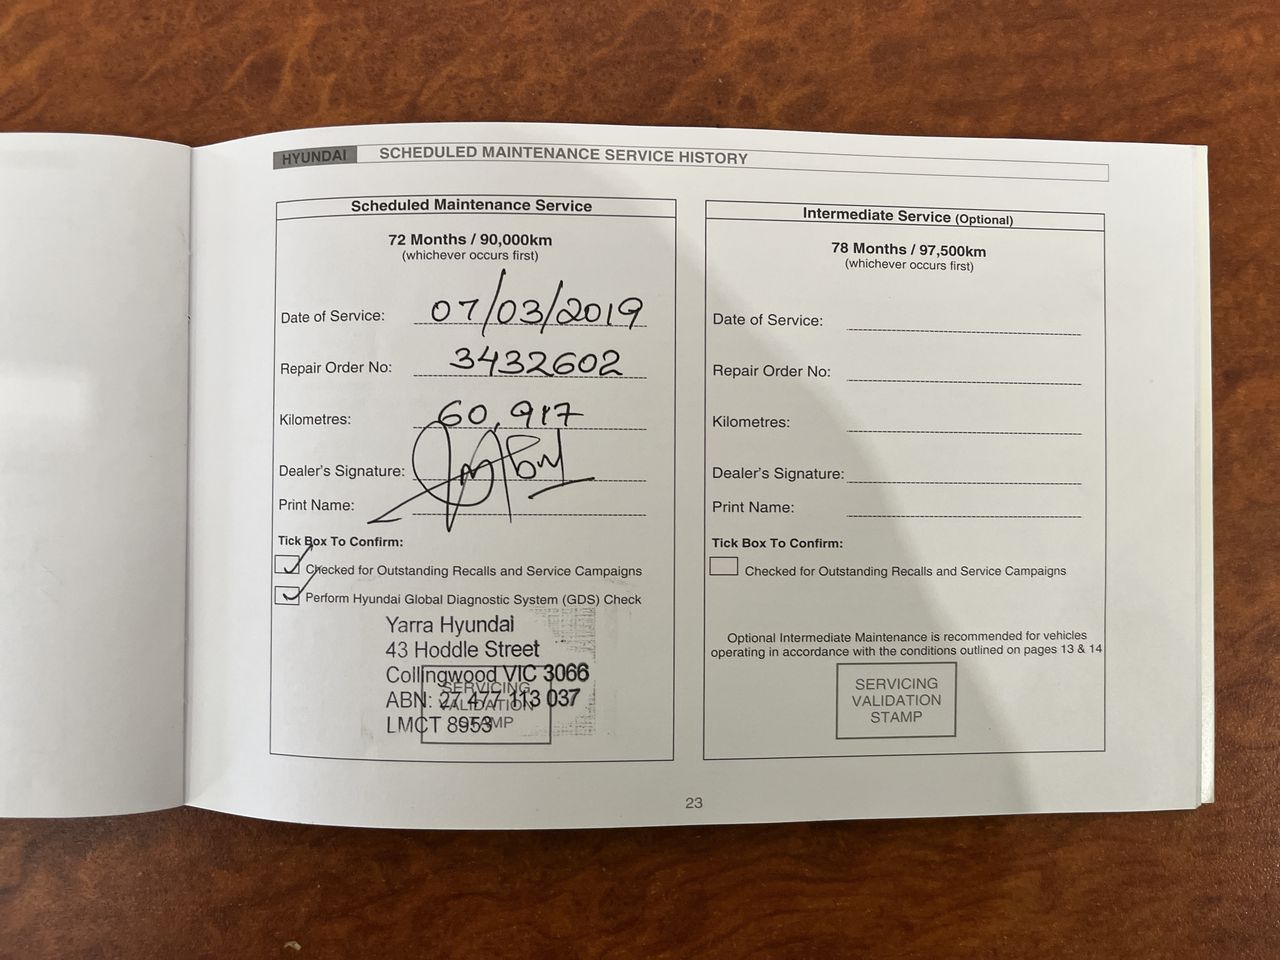 HYUNDAI SCHEDULED MAINTENANCE SERVICE HISTORY
Scheduled Maintenance Service
72 Months / 90,000km
(whichever occurs first)
Date of Service: 07/03/2019
Repair Order No: 3432602
Kilometres: 60,917
Dealer's Signature:
Print Name:
Tick Box To Confirm:
Checked for Outstanding Recalls and Service Campaigns
Perform Hyundai Global Diagnostic System (GDS) Check
Yarra Hyundai
43 Hoddle Street
Collingwood VIC 3066
ABN: 27 477 113 037
LMCT 8953
SERVICING
VALIDATION
STAMP
Intermediate Service (Optional)
78 Months / 97,500km
(whichever occurs first)
Date of Service:
Repair Order No:
Kilometres:
Dealer's Signature:
Print Name:
Tick Box To Confirm:
Checked for Outstanding Recalls and Service Campaigns
Optional Intermediate Maintenance is recommended for vehicles
operating in accordance with the conditions outlined on pages 13 & 14
SERVICING
VALIDATION
STAMP
23